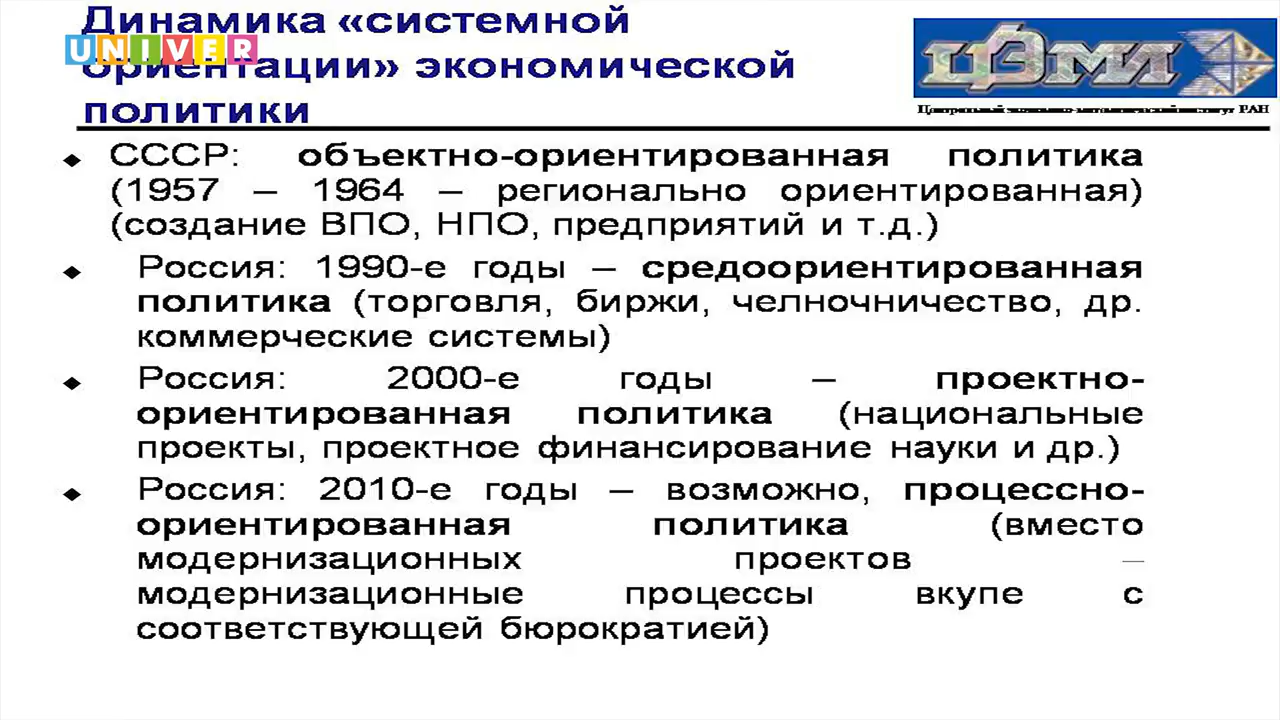 Динамика «системной
UNIVER
ориентации» экономической
политики
ЦЭМИ
Центральный экономико-математический институт РАН
СССР: объектно-ориентированная политика
(1957 – 1964 – регионально ориентированная)
(создание ВПО, НПО, предприятий и т.д.)
Россия: 1990-е годы – средоориентированная
политика (торговля, биржи, челночничество, др.
коммерческие системы)
Россия: 2000-е годы – проектно-
ориентированная политика (национальные
проекты, проектное финансирование науки и др.)
Россия: 2010-е годы – возможно, процессно-
ориентированная политика (вместо
модернизационных проектов –
модернизационные процессы вкупе с
соответствующей бюрократией)